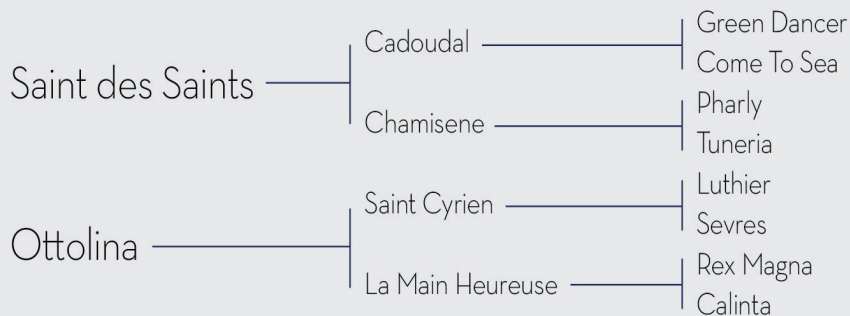 Saint des Saints
Cadoudal
Green Dancer
Come To Sea
Chamisene
Pharly
Tuneria
Ottolina
Saint Cyrien
Luthier
Sevres
La Main Heureuse
Rex Magna
Calinta